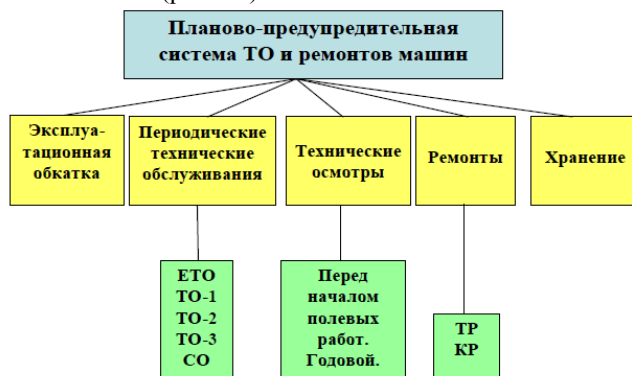 Планово-предупредительная
система ТО и ремонтов машин
Эксплуа-
тационная
обкатка
Периодические
технические
обслуживания
Технические
осмотры
Ремонты
Хранение
ЕТО
ТО-1
ТО-2
ТО-3
СО
Перед
началом
полевых
работ.
Годовой.
ТР
КР